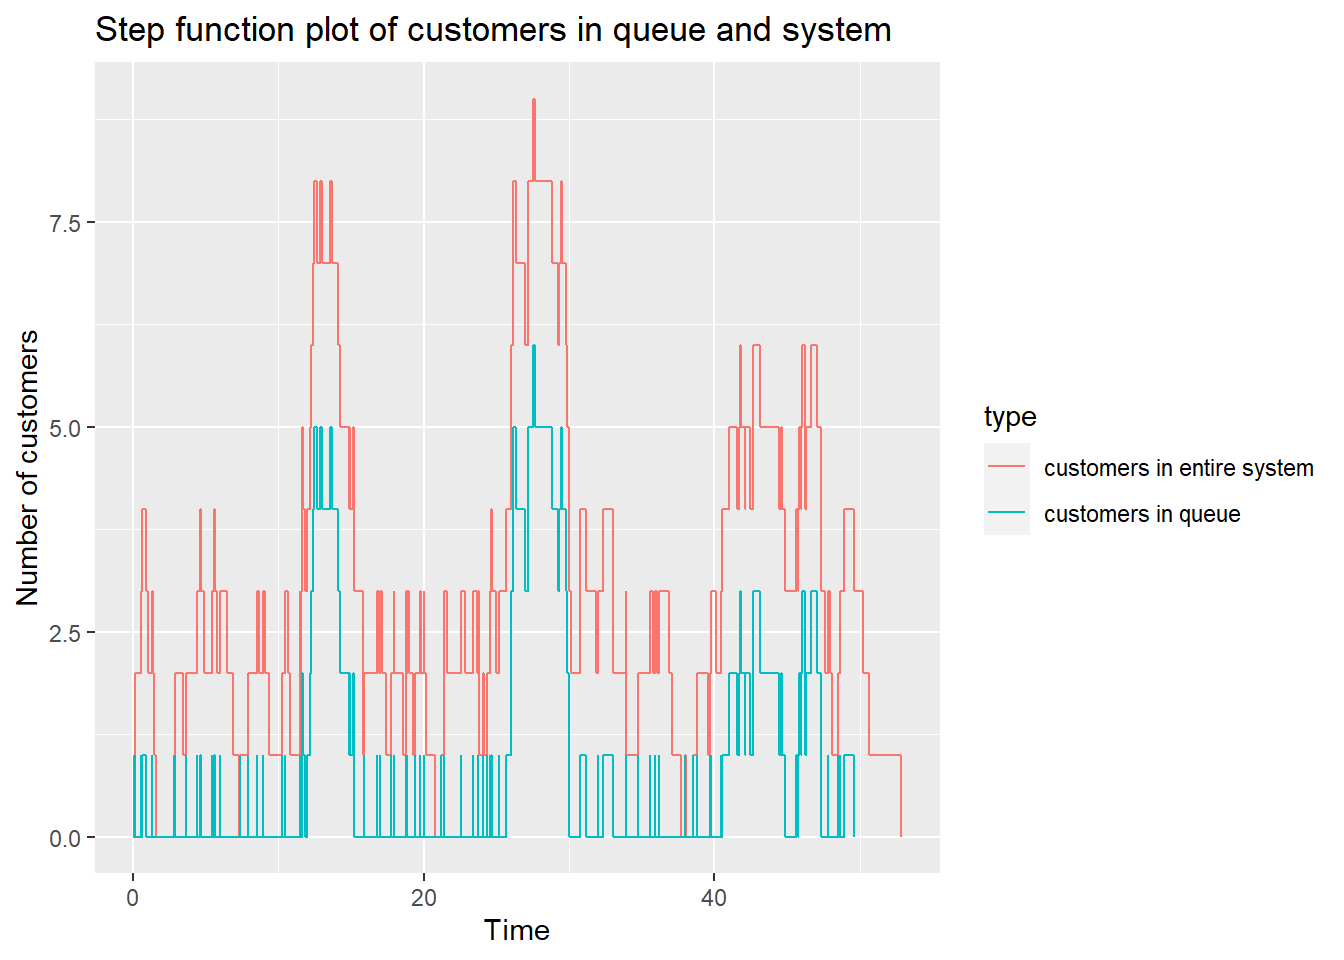 Step function plot of customers in queue and system
7.5
5.0
2.5
0.0
Number of customers
0 20 40
Time
type
customers in entire system
customers in queue